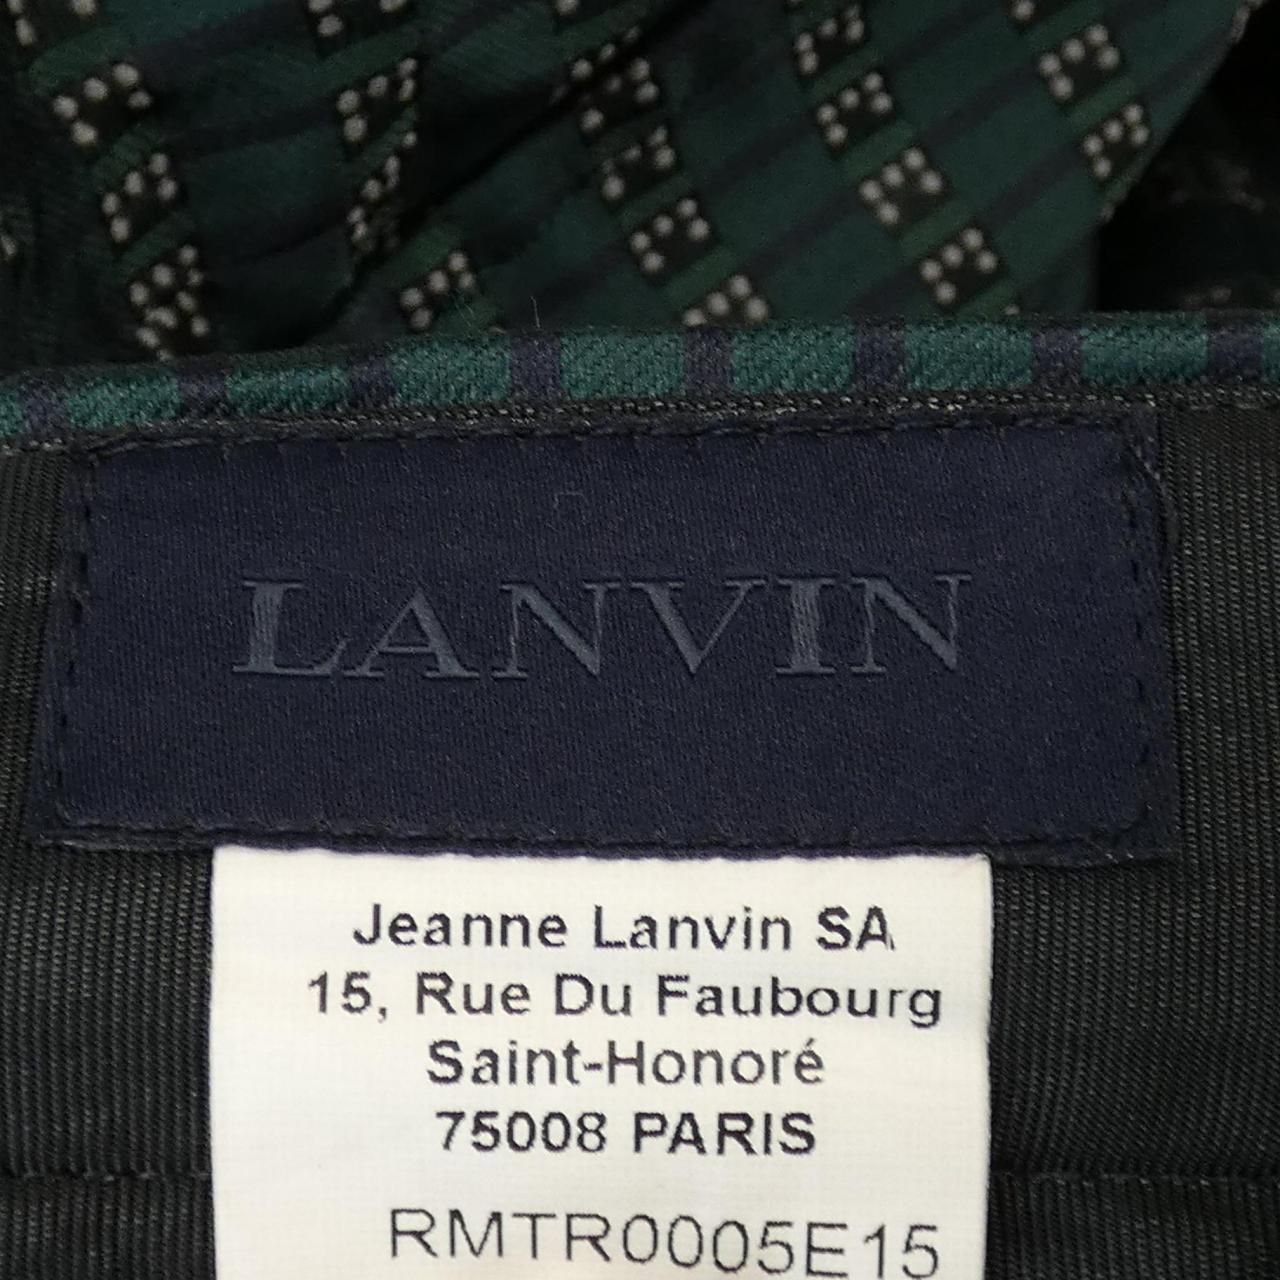 LANVIN
Jeanne Lanvin SA
15, Rue Du Faubourg
Saint-Honoré
75008 PARIS
RMTR0005E15